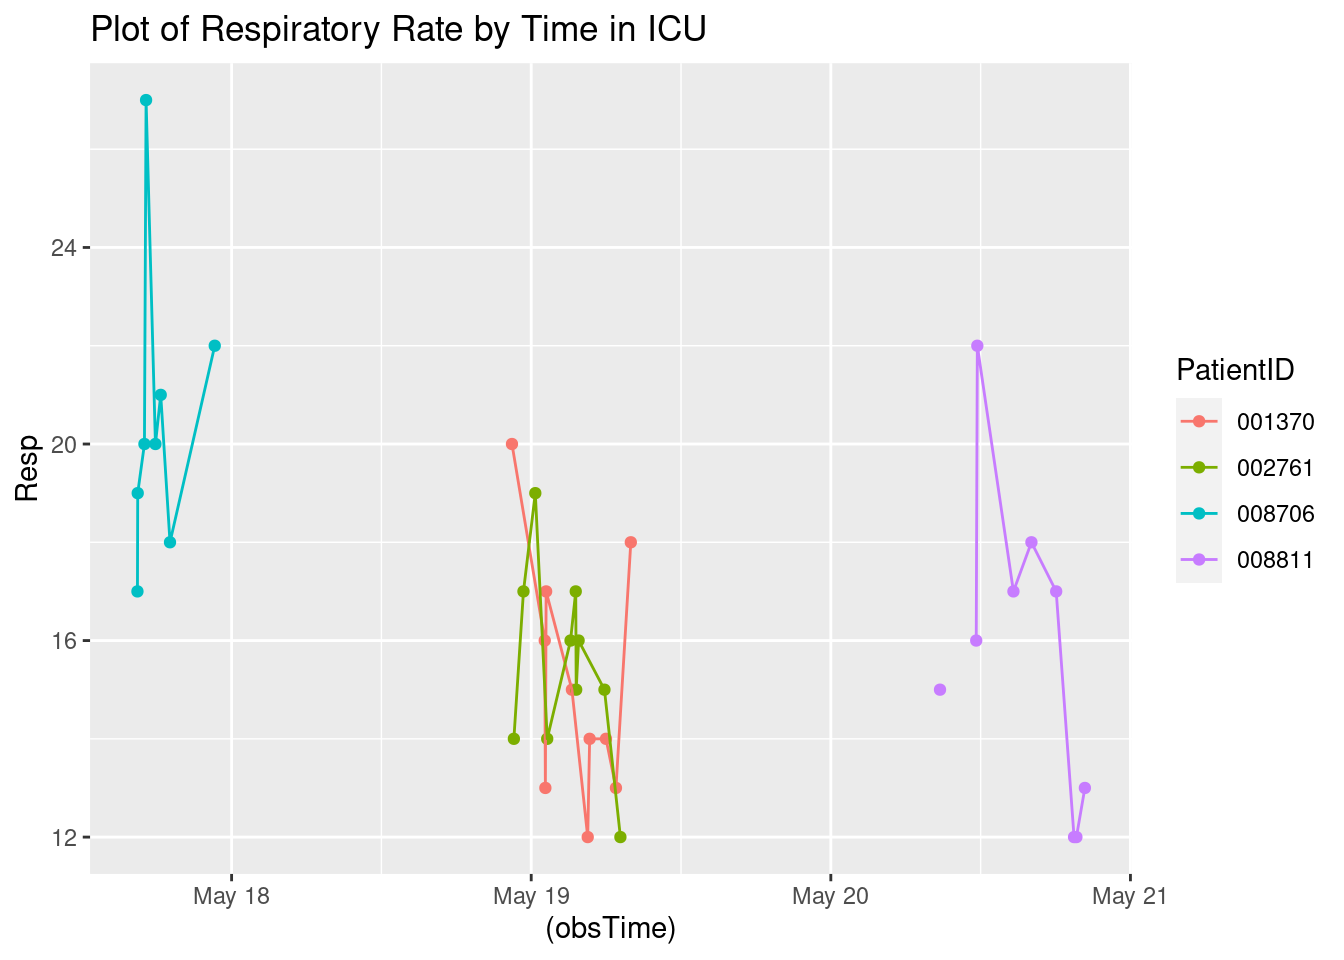 Plot of Respiratory Rate by Time in ICU
24
20
16
12
Resp
May 18
May 19
May 20
May 21
(obsTime)
PatientID
001370
002761
008706
008811